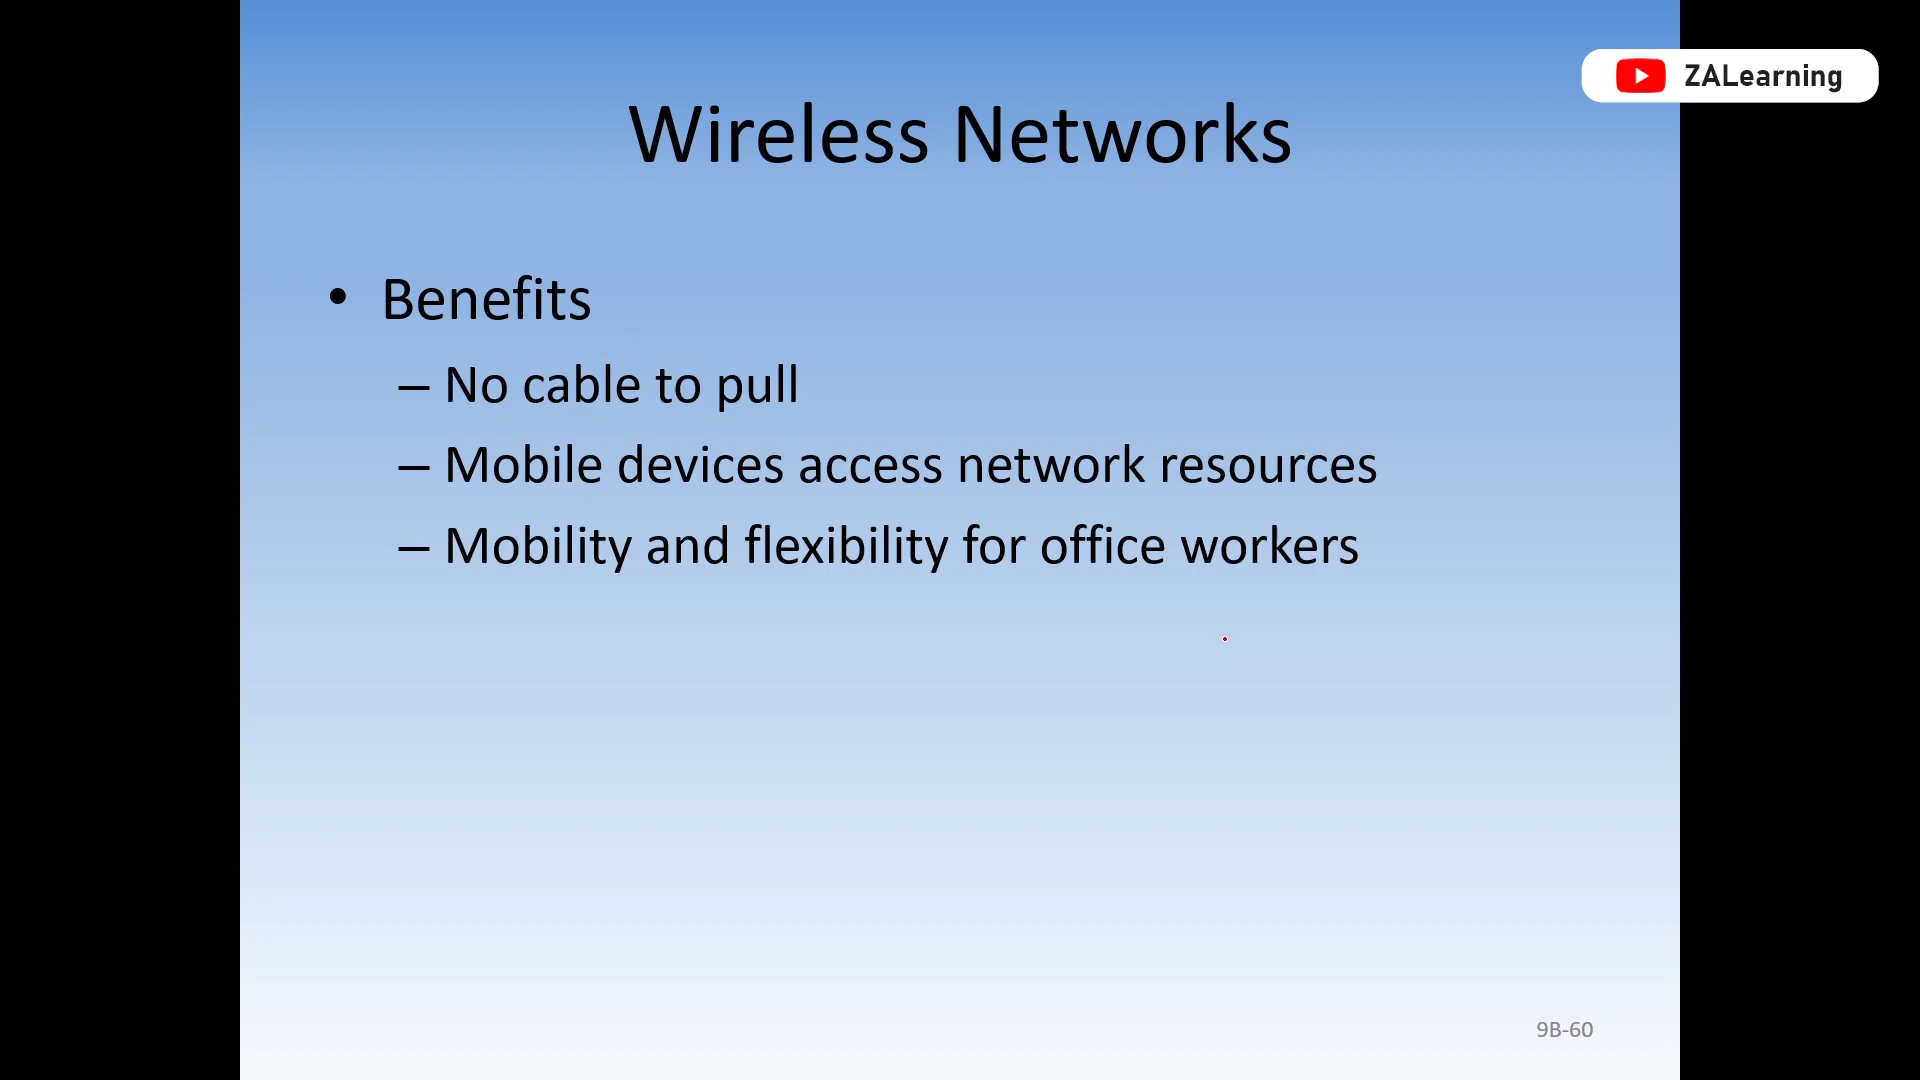 ZALearning
Wireless Networks
• Benefits
– No cable to pull
– Mobile devices access network resources
– Mobility and flexibility for office workers
9B-60